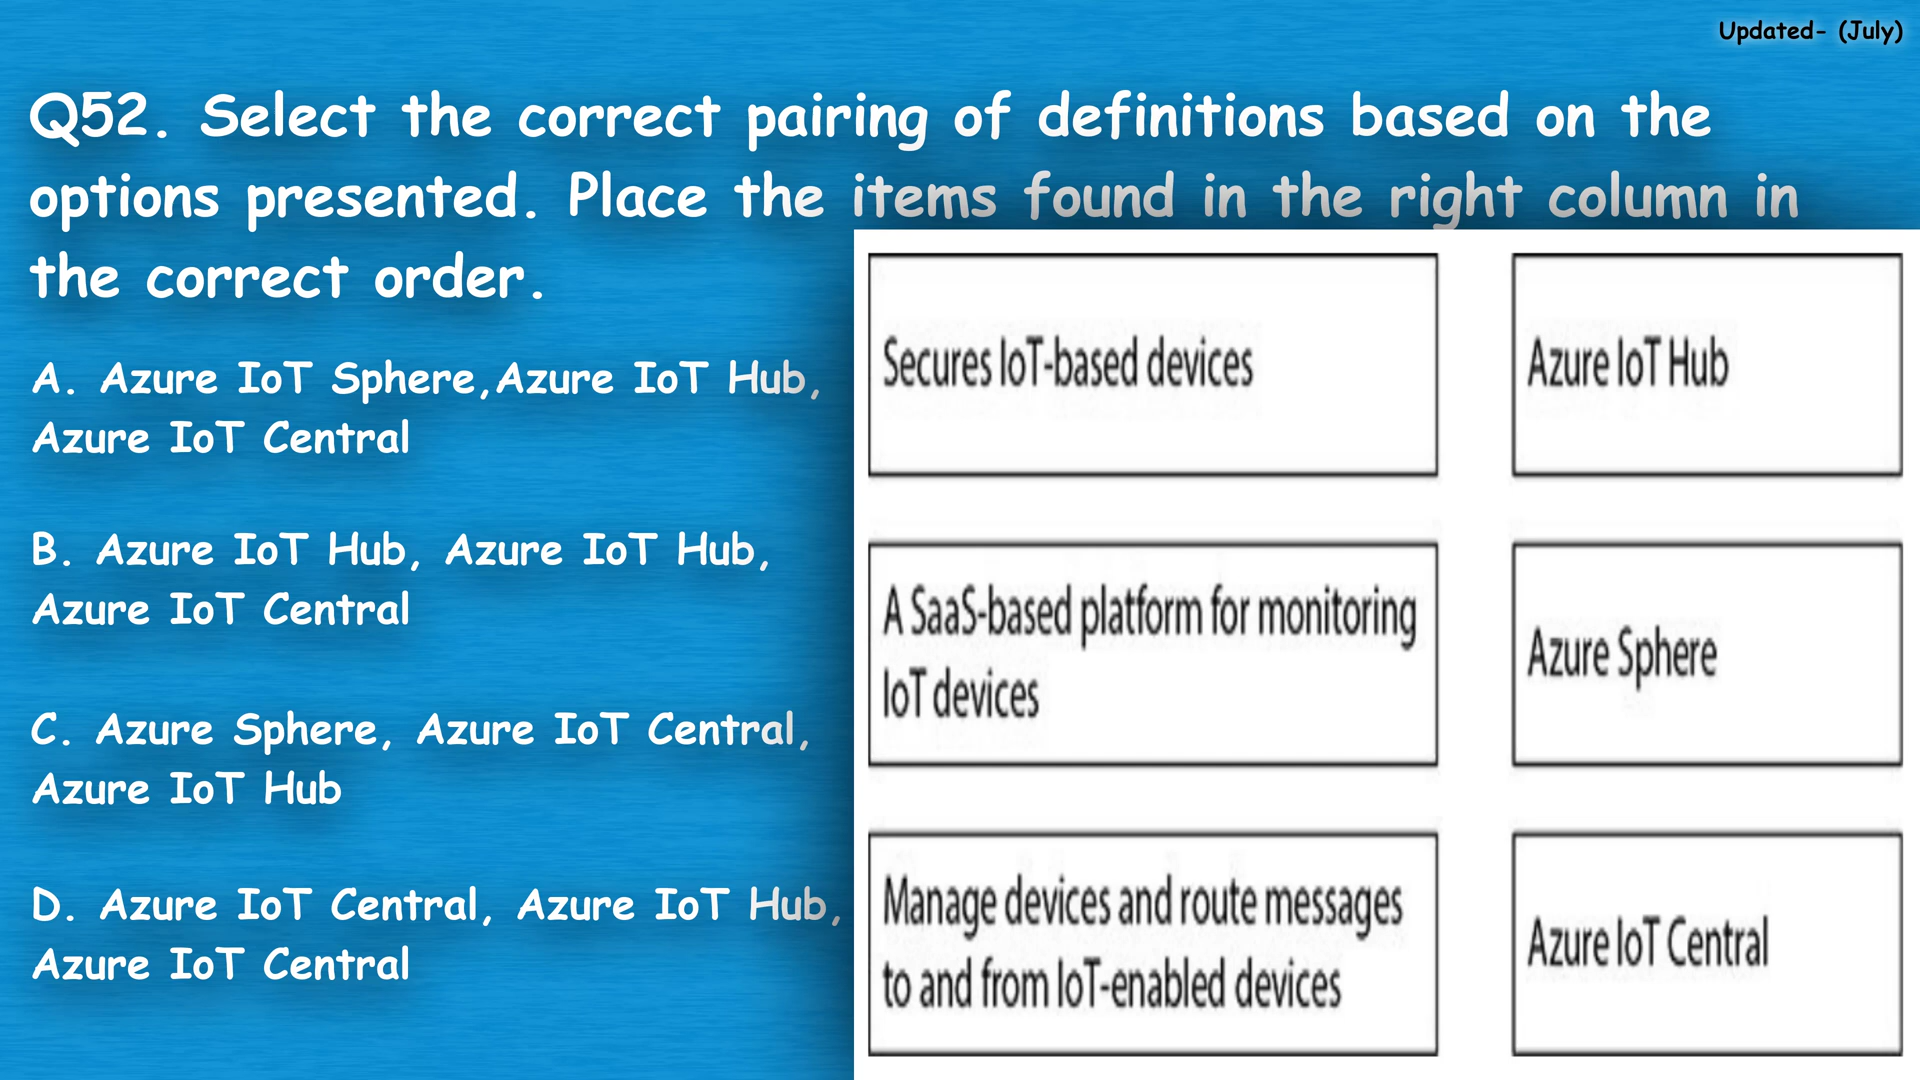 Updated- (July)
Q52. Select the correct pairing of definitions based on the
options presented. Place the items found in the right column in
the correct order.
A. Azure IoT Sphere,Azure IoT Hub,
Azure IoT Central
B. Azure IoT Hub, Azure IoT Hub,
Azure IoT Central
C. Azure Sphere, Azure IoT Central,
Azure IoT Hub
D. Azure IoT Central, Azure IoT Hub,
Azure IoT Central
Secures IoT-based devices
Azure IoT Hub
A SaaS-based platform for monitoring
IoT devices
Azure Sphere
Manage devices and route messages
to and from IoT-enabled devices
Azure IoT Central